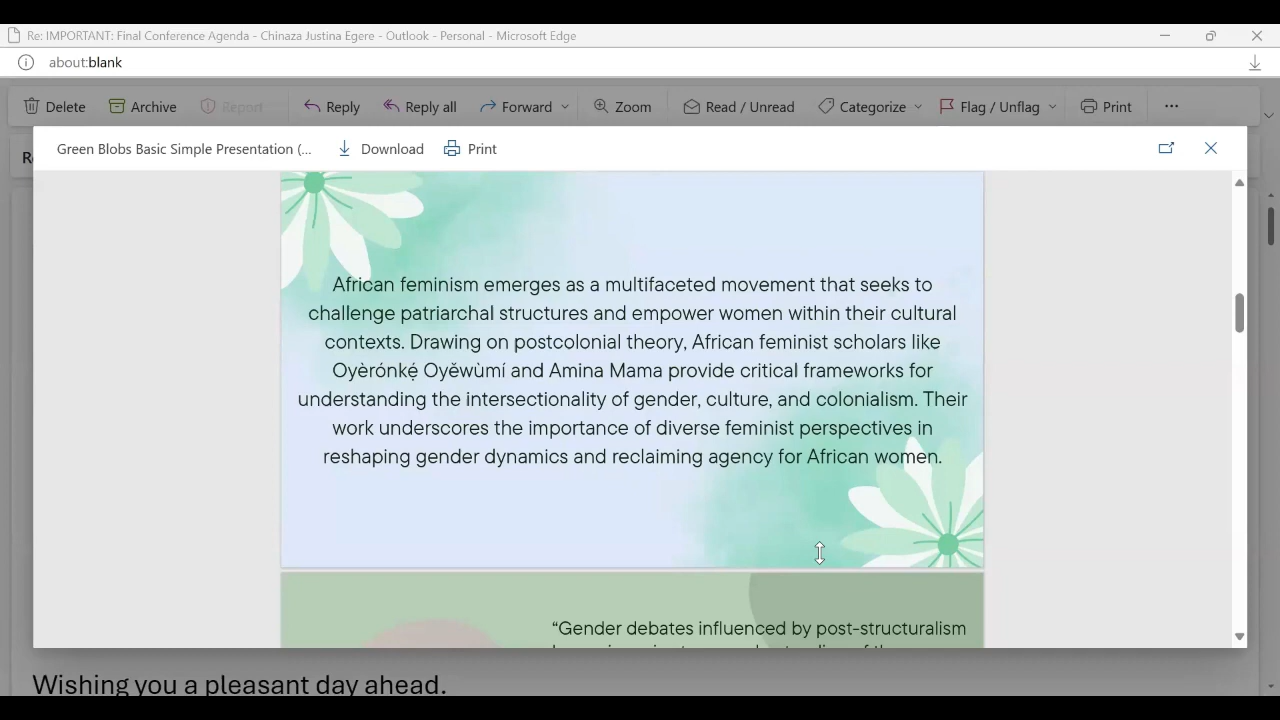 Re: IMPORTANT: Final Conference Agenda - Chinaza Justina Egere - Outlook - Personal - Microsoft Edge
about:blank
Delete Archive Report Reply Reply all Forward Zoom Read / Unread Categorize Flag / Unflag Print ...
Green Blobs Basic Simple Presentation (... Download Print
African feminism emerges as a multifaceted movement that seeks to
challenge patriarchal structures and empower women within their cultural
contexts. Drawing on postcolonial theory, African feminist scholars like
Oyèrónkẹ́ Oyěwùmí and Amina Mama provide critical frameworks for
understanding the intersectionality of gender, culture, and colonialism. Their
work underscores the importance of diverse feminist perspectives in
reshaping gender dynamics and reclaiming agency for African women.
“Gender debates influenced by post-structuralism
Wishing you a pleasant day ahead.